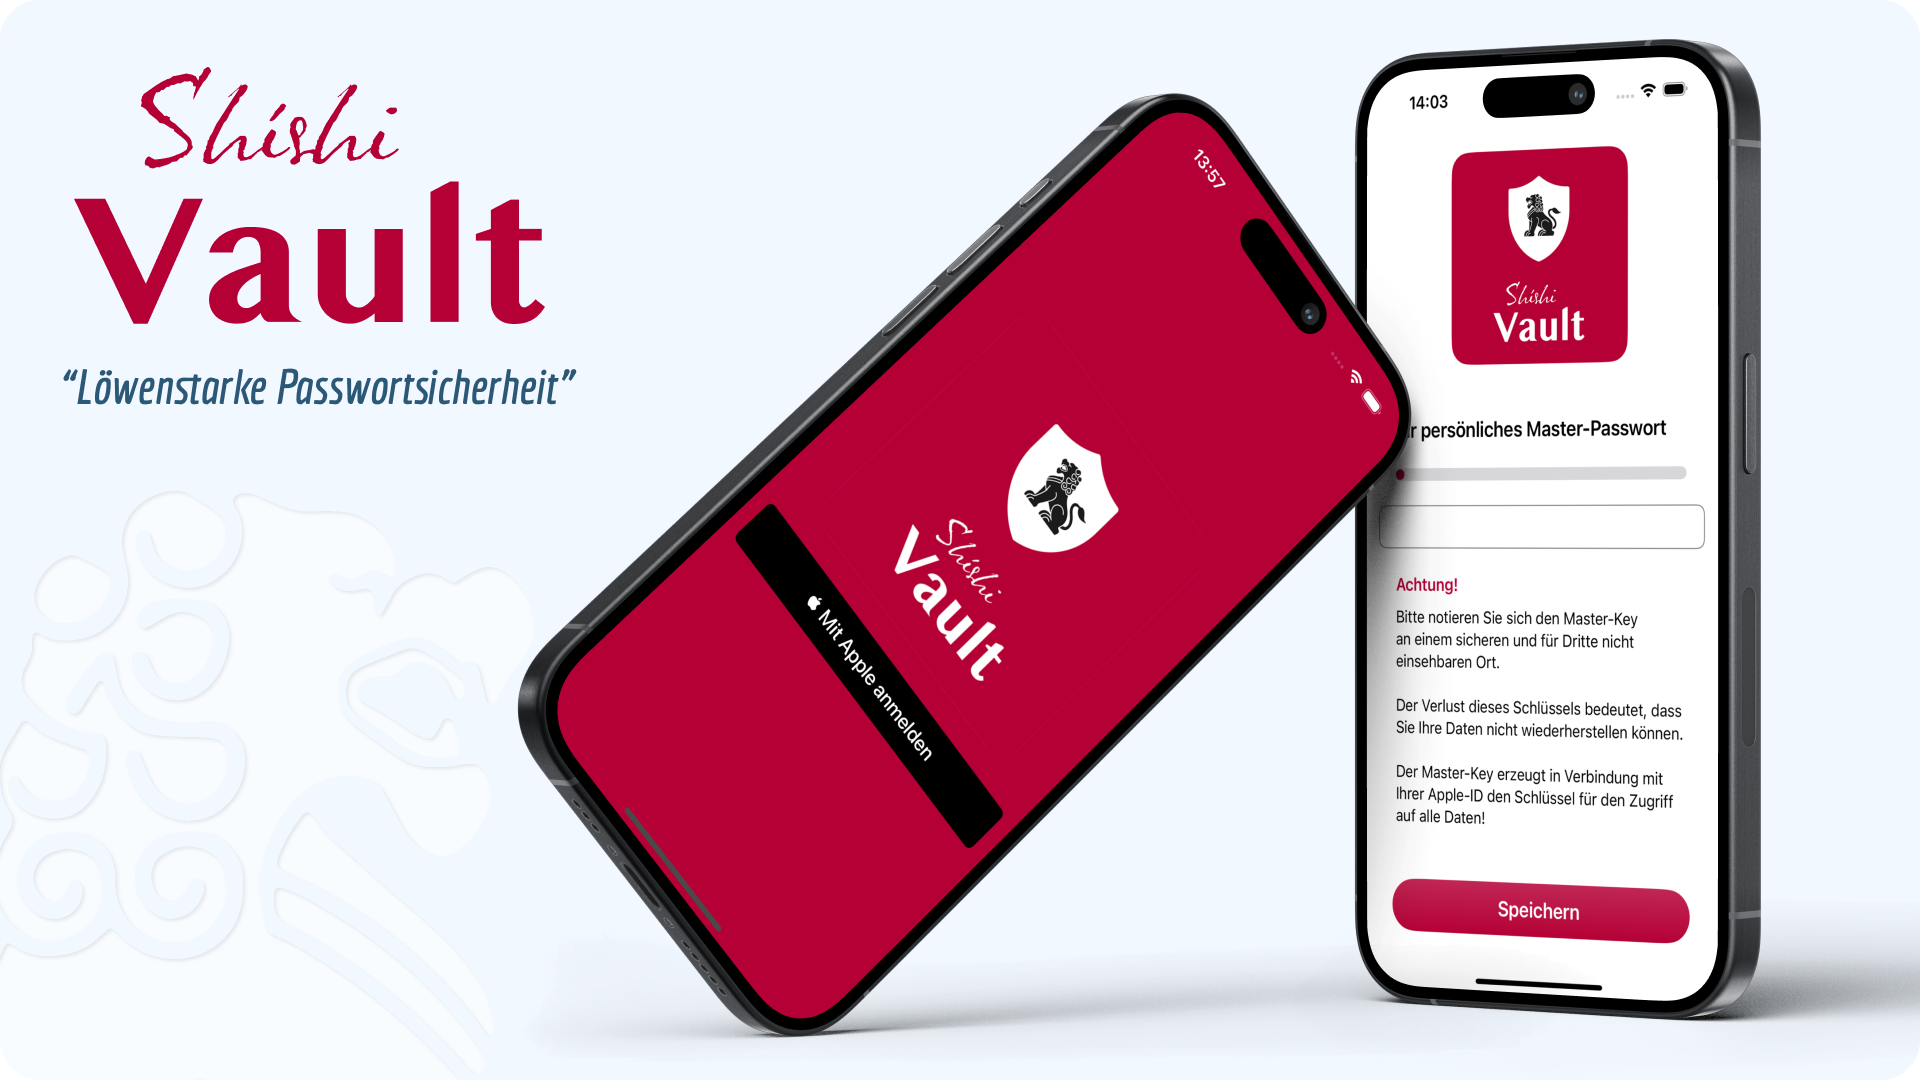 Shishi
Vault
“Löwenstarke Passwortsicherheit”
13:57
Shishi
Vault
Mit Apple anmelden
14:03
Shishi
Vault
persönliches Master-Passwort
Achtung!
Bitte notieren Sie sich den Master-Key
an einem sicheren und für Dritte nicht
einsehbaren Ort.
Der Verlust dieses Schlüssels bedeutet, dass
Sie Ihre Daten nicht wiederherstellen können.
Der Master-Key erzeugt in Verbindung mit
Ihrer Apple-ID den Schlüssel für den Zugriff
auf alle Daten!
Speichern